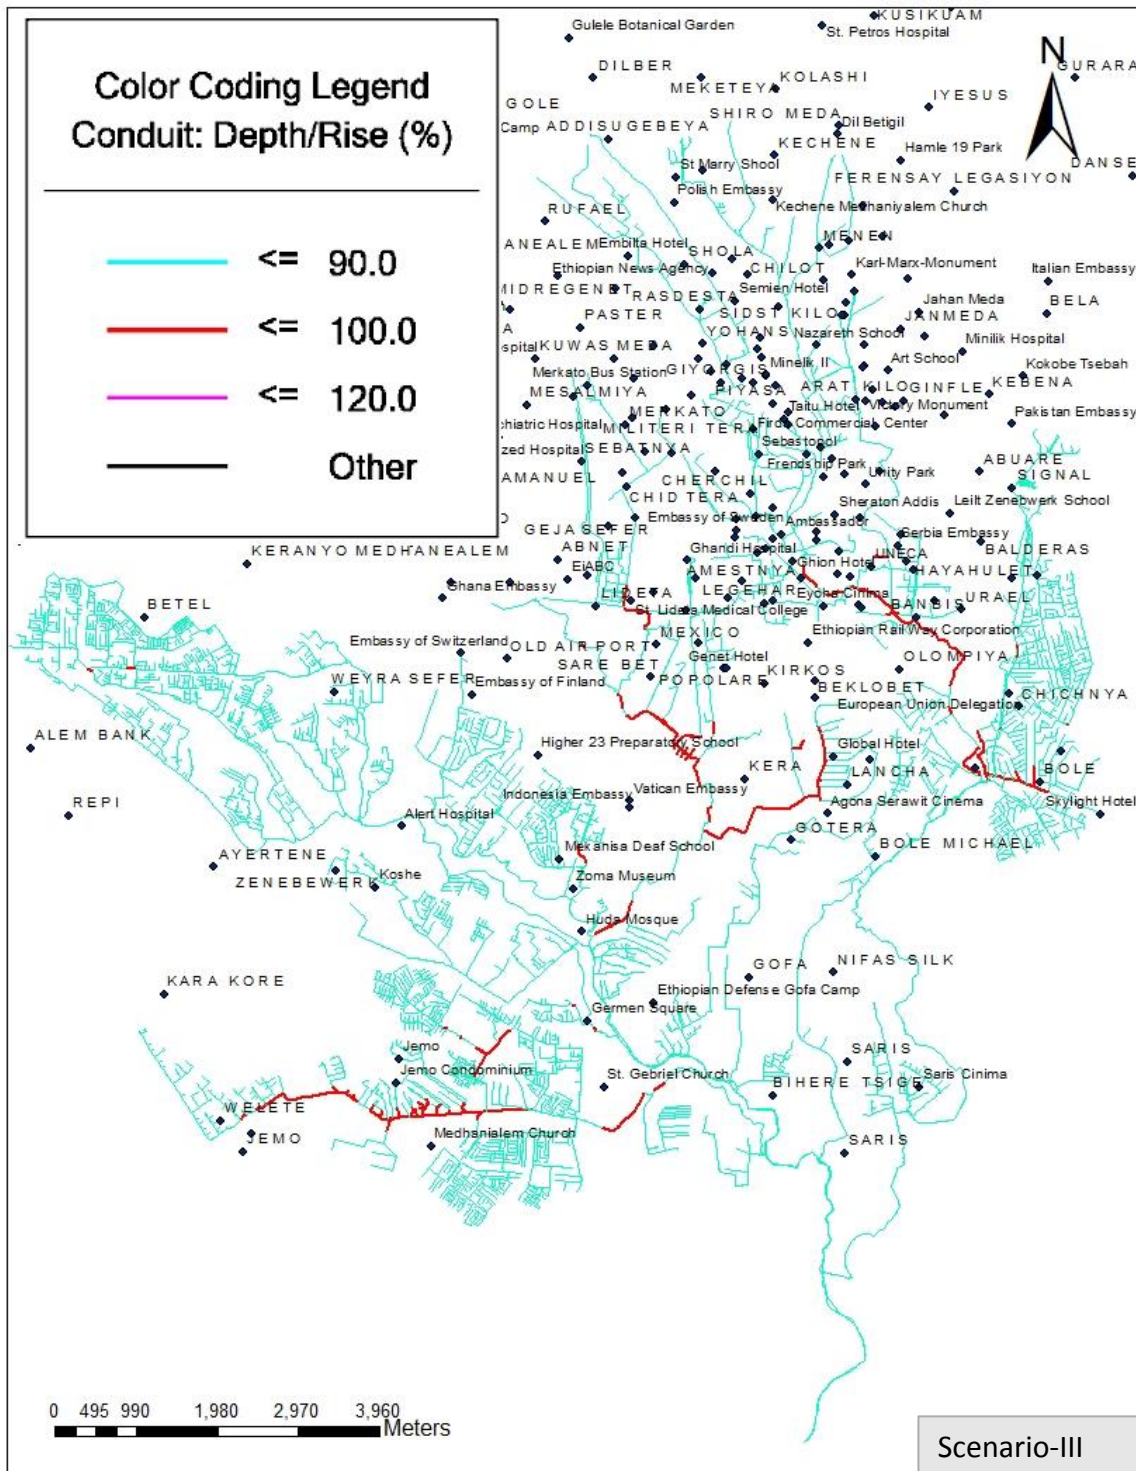 Color Coding Legend
Conduit: Depth/Rise (%)
<= 90.0
<= 100.0
<= 120.0
Other
N
KUSIKUAM
Gulele Botanical Garden
St. Petros Hospital
DILBER
GURARA
KOLASHI
MEKETEYA
IYESUS
GOLE
SHIRO MEDA
Camp
ADDISUGEBEYA
Dil Betigil
KECHENE
Hamle 19 Park
St Marry Shool
DANSE
FERENSAY LEGASIYON
Polish Embassy
Kechene Medhaniyalem Church
RUFAEL
MENEN
ANEALEM
Embilta Hotel
SHOLA
Karl-Marx-Monument
Ethiopian News Agency
CHILOT
Italian Embassy
MIDREGENET
RASDESTA
Semien Hotel
Jahan Meda
BELA
PASTER
SIDST KILO
JANMEDA
YOHANS
Nazareth School
Minilik Hospital
spital
KUWAS MEDA
Minelik II
Art School
Merkato Bus Station
GIYORGIS
Kokobe Tsebah
MESALMIYA
PIYASA
ARAT KILO
GINFLE
KEBENA
MERKATO
Taitu Hotel
Victory Monument
Pakistan Embassy
chiatric Hospital
MILITERI TERA
First Commercial Center
zed Hospital
SEBATNYA
Sebastopol
Frendship Park
Unity Park
ABUARE
AMANUEL
CHERCHIL
SIGNAL
CHID TERA
Sheraton Addis
Leilt Zenebwerk School
GEJA SEFER
Embassy of Sweden
Ambassador
Serbia Embassy
KERANYO MEDHANEALEM
ABNET
Ghandi Hospital
UNECA
BALDERAS
EiABC
AMESTNYA
Ghion Hotel
HAYAHULET
Ghana Embassy
LIDETA
LEGEHAR
Eyoha Cinima
BANBIS
URAEL
BETEL
St. Lideta Medical College
MEXICO
Ethiopian Rail Way Corporation
Embassy of Switzerland
OLD AIR PORT
SARE BET
Genet Hotel
OLOMPIYA
WEYRA SEFER
Embassy of Finland
POPOLARE
KIRKOS
BEKLOBET
CHICHNYA
European Union Delegation
ALEM BANK
Higher 23 Preparatory School
Global Hotel
KERA
LANCHA
BOLE
REPI
Indonesia Embassy
Vatican Embassy
Agona Serawit Cinema
Skylight Hotel
Alert Hospital
GOTERA
AYERTENE
Mekanisa Deaf School
BOLE MICHAEL
ZENEBEWERK
Koshe
Zoma Museum
Huda Mosque
KARA KORE
GOFA
NIFAS SILK
Ethiopian Defense Gofa Camp
Germen Square
Jemo
SARIS
Jemo Condominium
St. Gebriel Church
BIHERE TSIGE
Saris Cinima
WELETE
JEMO
Medhanialem Church
SARIS
0 495 990 1,980 2,970 3,960
Meters
Scenario-III